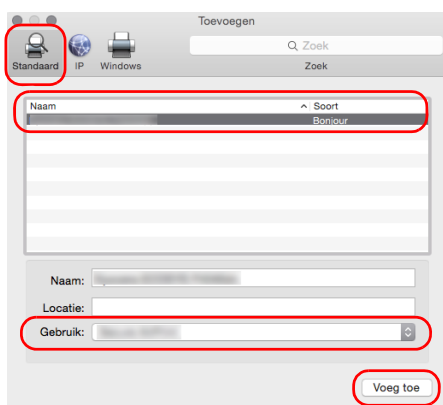 Toevoegen
Zoek
Standaard IP Windows Zoek
Naam Soort
Bonjour
Naam:
Locatie:
Gebruik:
Voeg toe